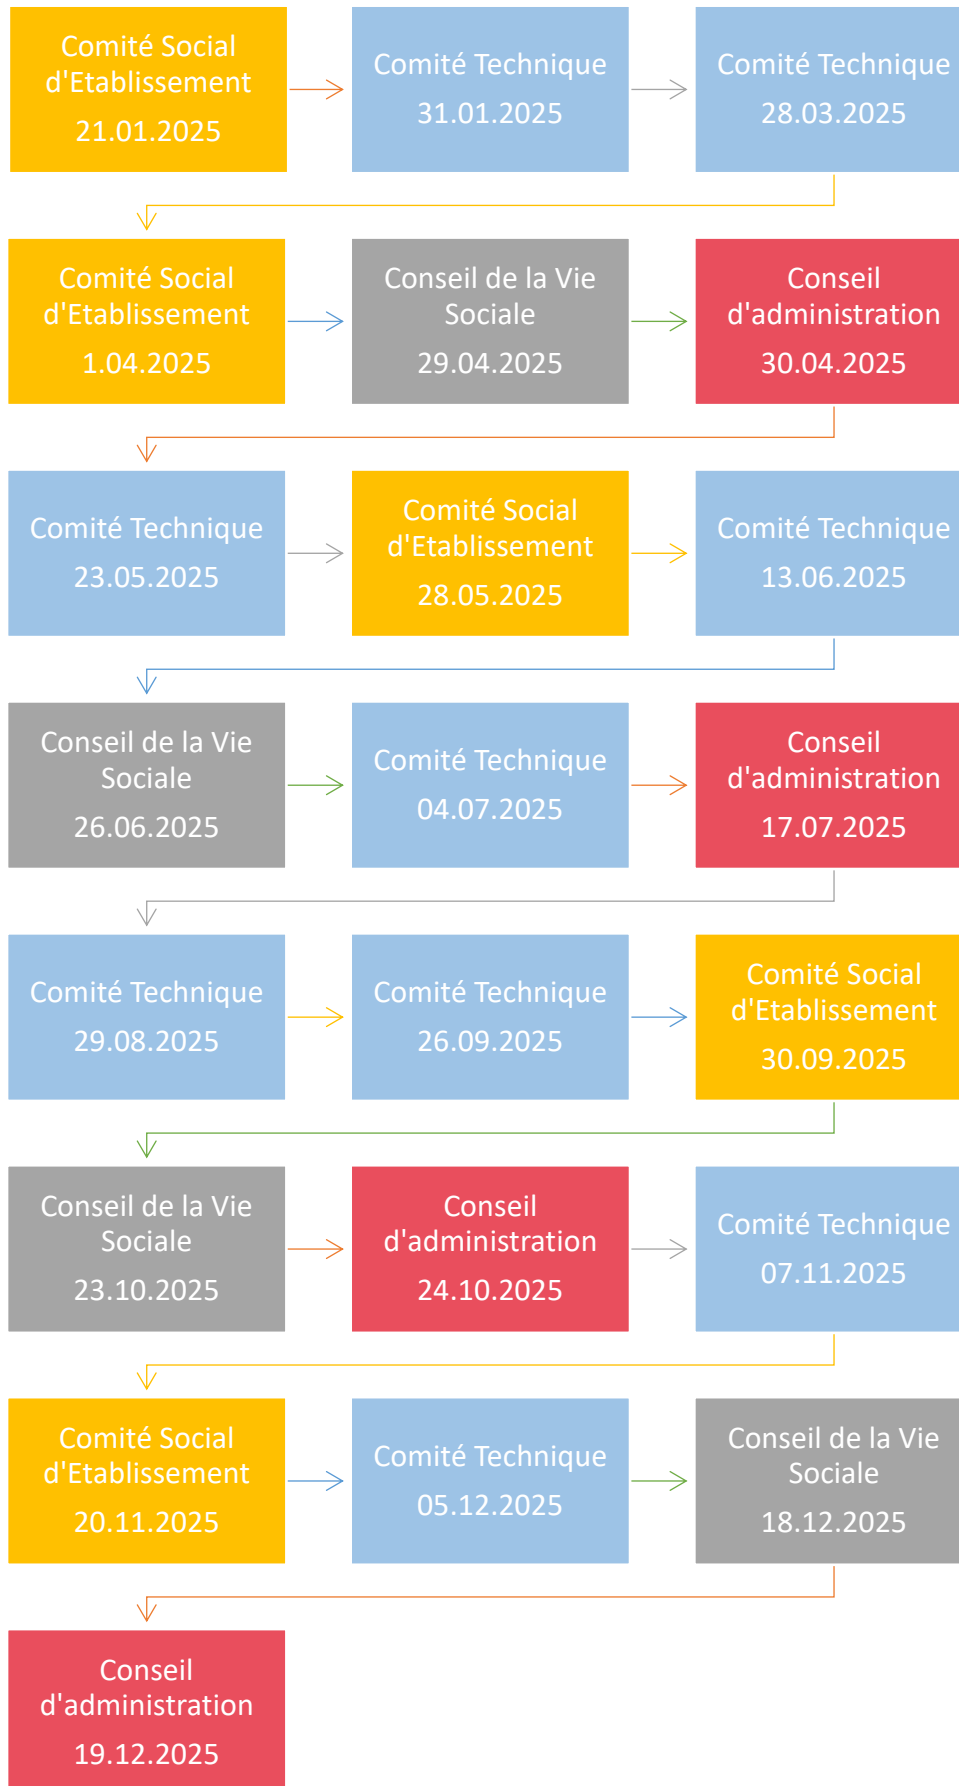 Comité Social
d'Etablissement
21.01.2025
Comité Technique
31.01.2025
Comité Technique
28.03.2025
Comité Social
d'Etablissement
1.04.2025
Conseil de la Vie
Sociale
29.04.2025
Conseil
d'administration
30.04.2025
Comité Technique
23.05.2025
Comité Social
d'Etablissement
28.05.2025
Comité Technique
13.06.2025
Conseil de la Vie
Sociale
26.06.2025
Comité Technique
04.07.2025
Conseil
d'administration
17.07.2025
Comité Technique
29.08.2025
Comité Technique
26.09.2025
Comité Social
d'Etablissement
30.09.2025
Conseil de la Vie
Sociale
23.10.2025
Conseil
d'administration
24.10.2025
Comité Technique
07.11.2025
Comité Social
d'Etablissement
20.11.2025
Comité Technique
05.12.2025
Conseil de la Vie
Sociale
18.12.2025
Conseil
d'administration
19.12.2025